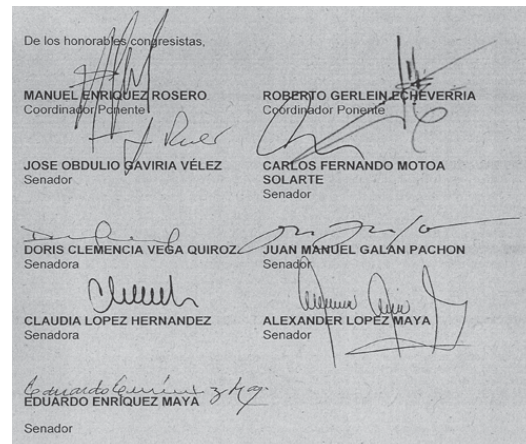 De los honorables congresistas,
MANUEL ENRIQUEZ ROSERO
Coordinador Ponente
ROBERTO GERLEIN ECHEVERRIA
Coordinador Ponente
JOSE OBDULIO GAVIRIA VÉLEZ
Senador
CARLOS FERNANDO MOTOA
SOLARTE
Senador
DORIS CLEMENCIA VEGA QUIROZ
Senadora
JUAN MANUEL GALAN PACHON
Senador
CLAUDIA LOPEZ HERNANDEZ
Senadora
ALEXANDER LOPEZ MAYA
Senador
EDUARDO ENRIQUEZ MAYA
Senador